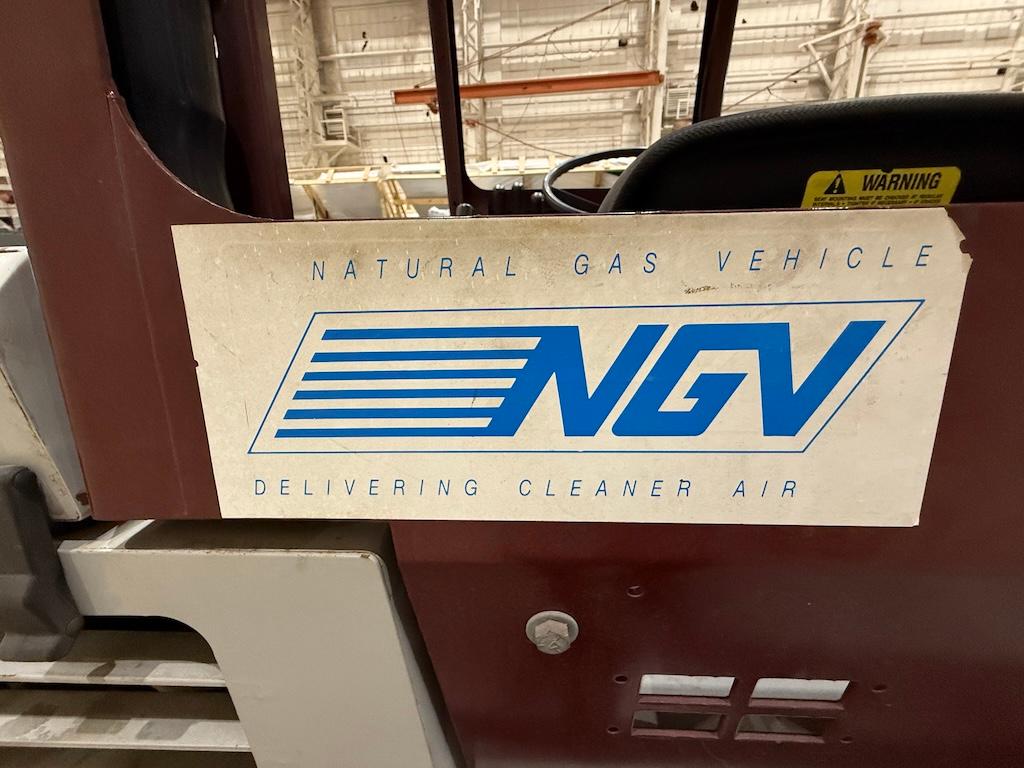 WARNING
NATURAL GAS VEHICLE
NGV
DELIVERING CLEANER AIR